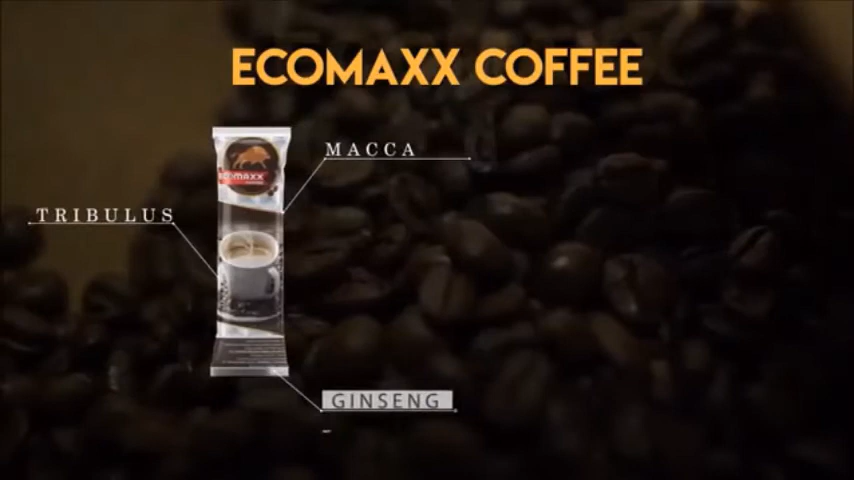 ECOMAXX COFFEE
MACCA
ECOMAXX
TRIBULUS
GINSENG